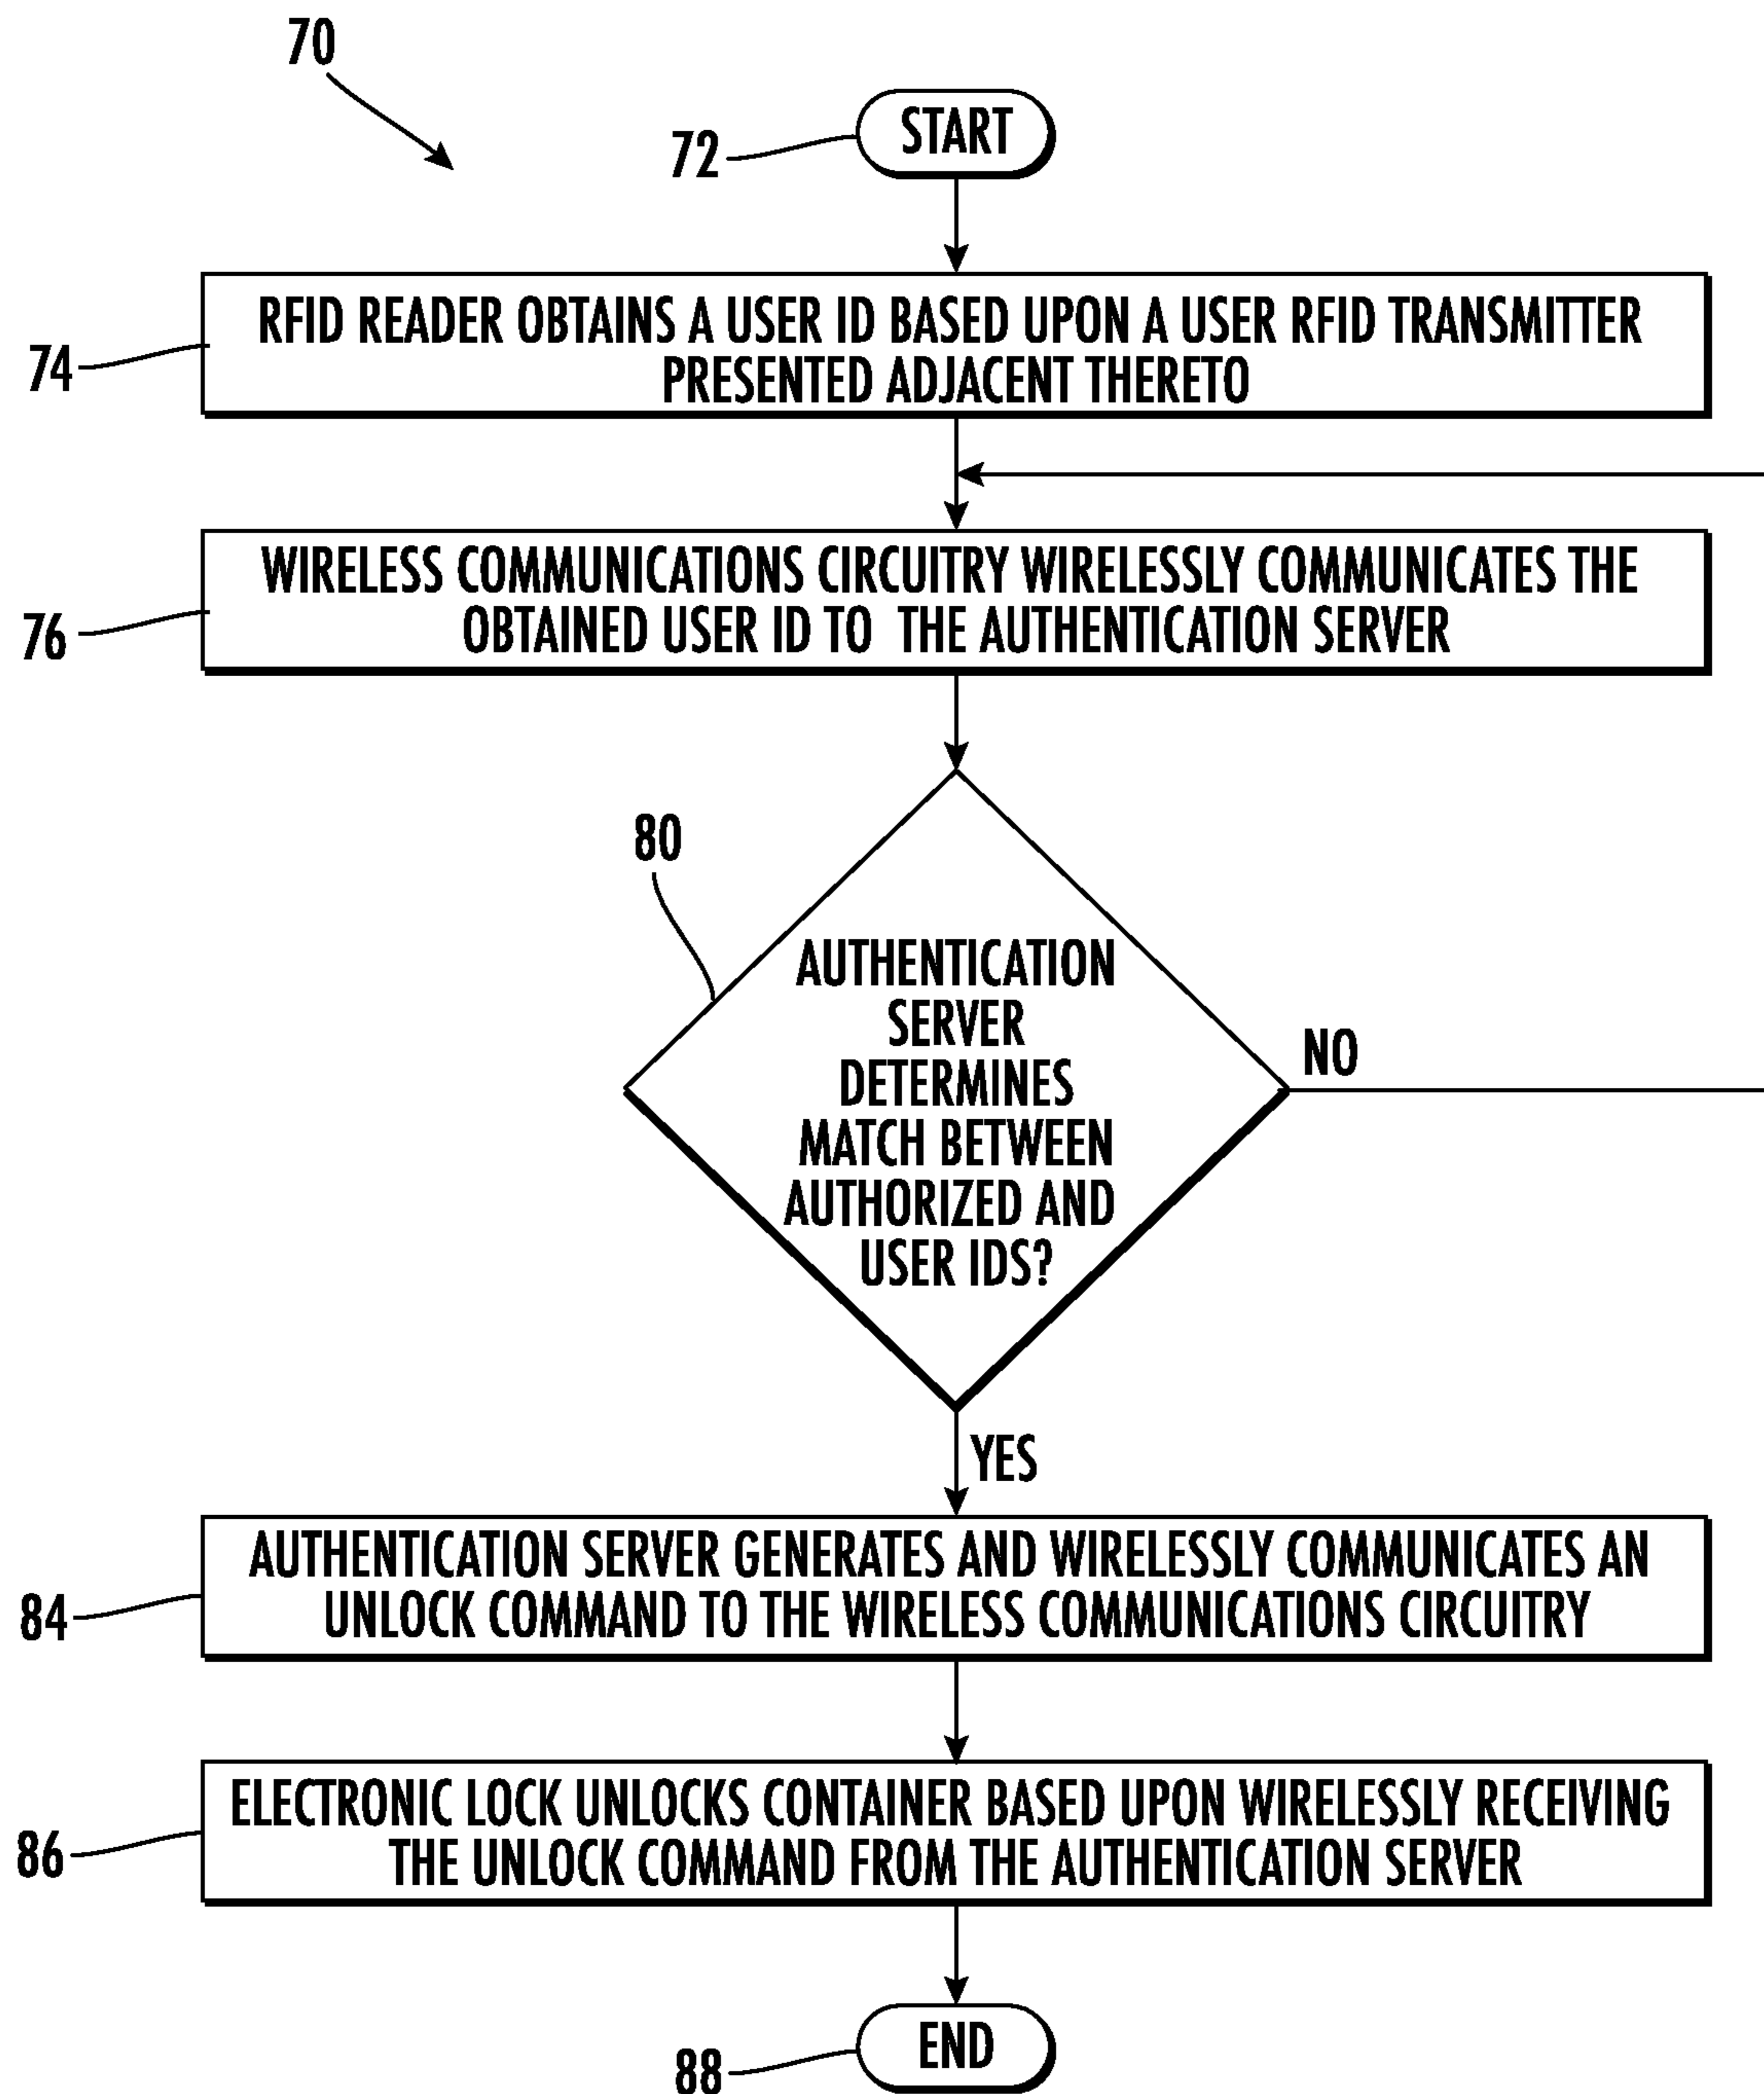 70
72
START
74
RFID READER OBTAINS A USER ID BASED UPON A USER RFID TRANSMITTER
PRESENTED ADJACENT THERETO
76
WIRELESS COMMUNICATIONS CIRCUITRY WIRELESSLY COMMUNICATES THE
OBTAINED USER ID TO THE AUTHENTICATION SERVER
80
AUTHENTICATION
SERVER
DETERMINES
MATCH BETWEEN
AUTHORIZED AND
USER IDS?
NO
YES
84
AUTHENTICATION SERVER GENERATES AND WIRELESSLY COMMUNICATES AN
UNLOCK COMMAND TO THE WIRELESS COMMUNICATIONS CIRCUITRY
86
ELECTRONIC LOCK UNLOCKS CONTAINER BASED UPON WIRELESSLY RECEIVING
THE UNLOCK COMMAND FROM THE AUTHENTICATION SERVER
88
END